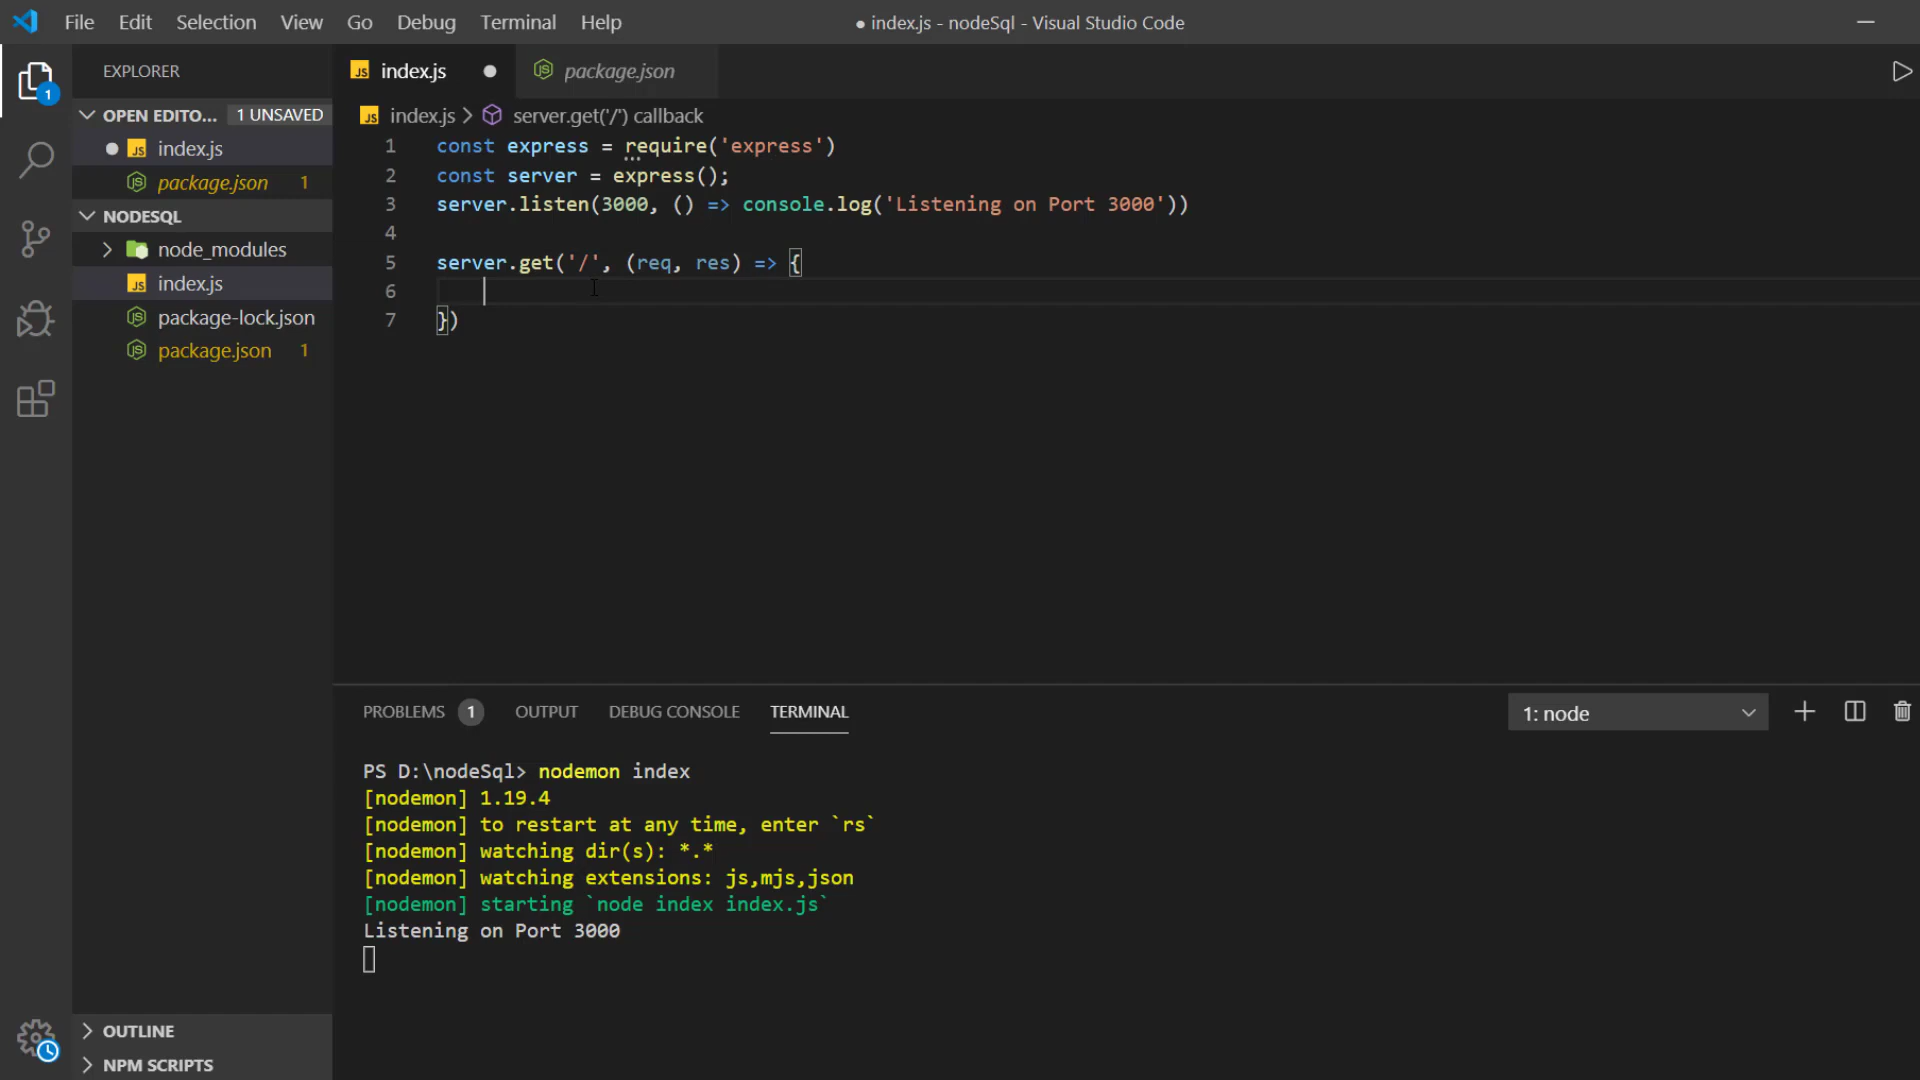 File Edit Selection View Go Debug Terminal Help
● index.js - nodeSql - Visual Studio Code
EXPLORER
OPEN EDITO... 1 UNSAVED
JS index.js
package.json 1
NODESQL
node_modules
JS index.js
package-lock.json
package.json 1
OUTLINE
NPM SCRIPTS
1
JS index.js
package.json
JS index.js > server.get('/') callback
1 const express = require('express')
2 const server = express();
3 server.listen(3000, () => console.log('Listening on Port 3000'))
4
5 server.get('/', (req, res) => {
6
7 })
PROBLEMS 1 OUTPUT DEBUG CONSOLE TERMINAL
1: node
PS D:\nodeSql> nodemon index
[nodemon] 1.19.4
[nodemon] to restart at any time, enter `rs`
[nodemon] watching dir(s): *.*
[nodemon] watching extensions: js,mjs,json
[nodemon] starting `node index index.js`
Listening on Port 3000